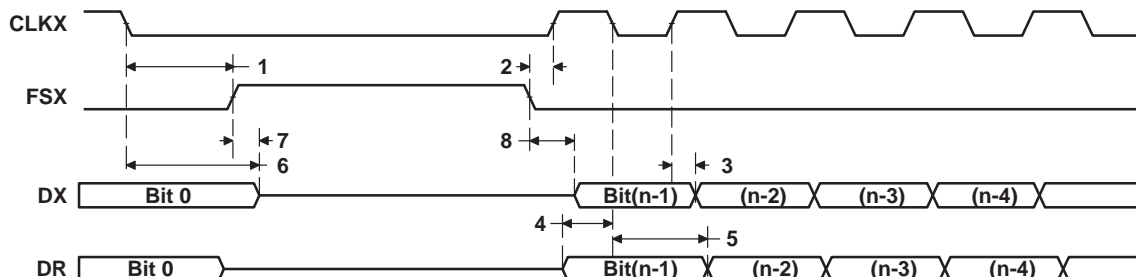 CLKX
1
2
FSX
7
8
6
3
DX
Bit 0
Bit(n-1)
(n-2)
(n-3)
(n-4)
4
5
DR
Bit 0
Bit(n-1)
(n-2)
(n-3)
(n-4)